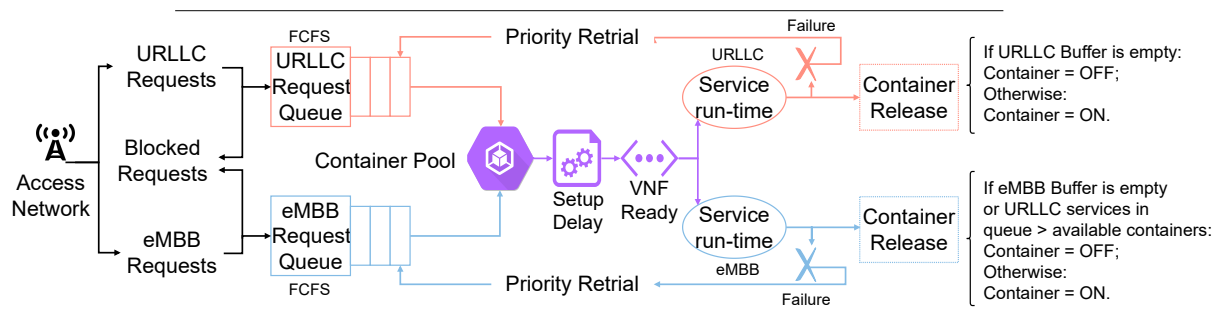 FCFS
URLLC
Request
Queue
URLLC
Requests
Blocked
Requests
Access
Network
eMBB
Requests
eMBB
Request
Queue
FCFS
Priority Retrial
Container Pool
Setup
Delay
VNF
Ready
Priority Retrial
URLLC
Service
run-time
Failure
Container
Release
Service
run-time
eMBB
Failure
Container
Release
If URLLC Buffer is empty:
Container = OFF;
Otherwise:
Container = ON.
If eMBB Buffer is empty
or URLLC services in
queue > available containers:
Container = OFF;
Otherwise:
Container = ON.